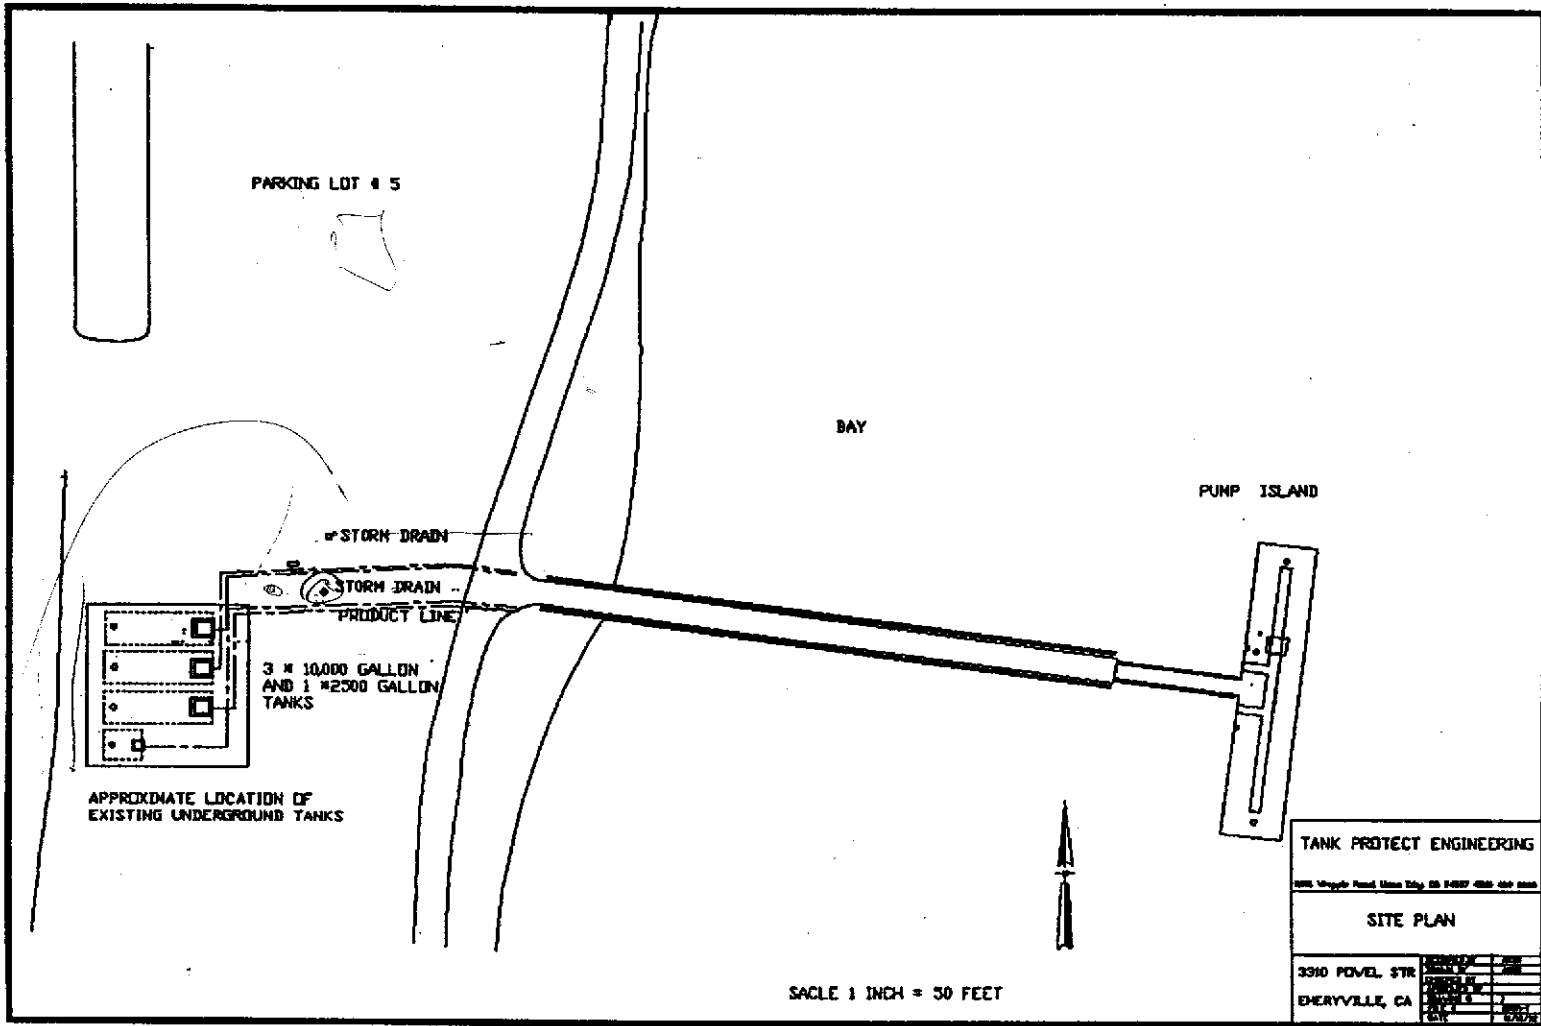 PARKING LOT # 5
BAY
PUMP ISLAND
STORM DRAIN
STORM DRAIN
PRODUCT LINE
3 * 10,000 GALLON
AND 1 *2500 GALLON
TANKS
APPROXIMATE LOCATION OF
EXISTING UNDERGROUND TANKS
SACLE 1 INCH = 50 FEET
TANK PROTECT ENGINEERING
SITE PLAN
3310 POWEL STR
EMERYVILLE, CA
DATE